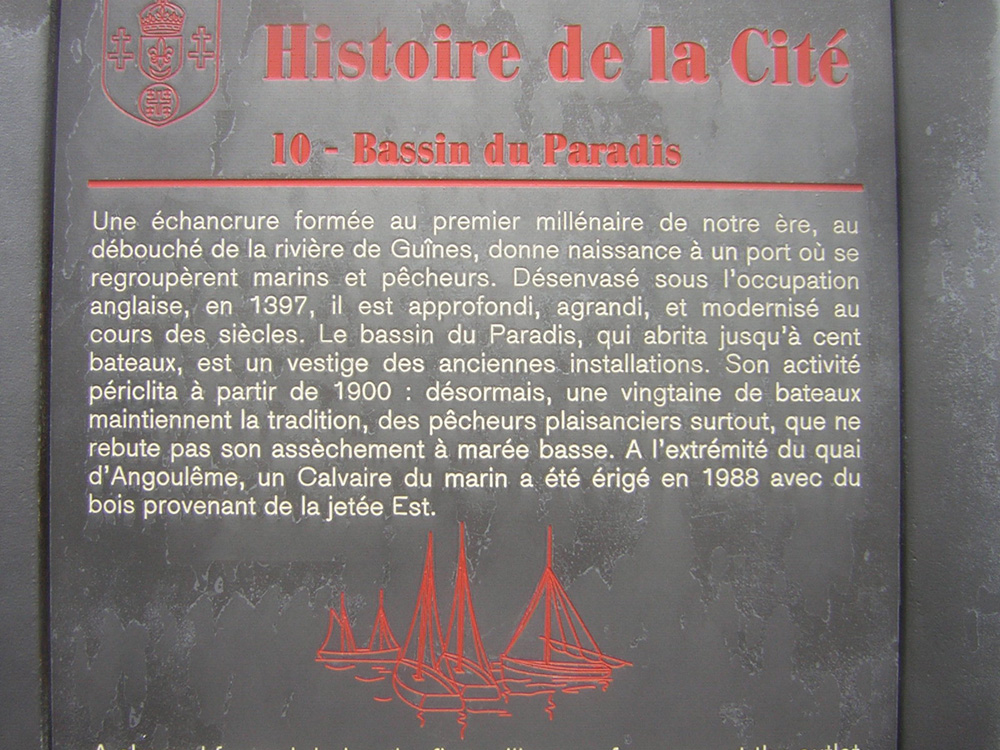 Histoire de la Cité
10 - Bassin du Paradis
Une échancrure formée au premier millénaire de notre ère, au
débouché de la rivière de Guînes, donne naissance à un port où se
regroupèrent marins et pêcheurs. Désenvasé sous l'occupation
anglaise, en 1397, il est approfondi, agrandi, et modernisé au
cours des siècles. Le bassin du Paradis, qui abrita jusqu'à cent
bateaux, est un vestige des anciennes installations. Son activité
périclita à partir de 1900 : désormais, une vingtaine de bateaux
maintiennent la tradition, des pêcheurs plaisanciers surtout, que ne
rebute pas son assèchement à marée basse. A l'extrémité du quai
d'Angoulême, un Calvaire du marin a été érigé en 1988 avec du
bois provenant de la jetée Est.